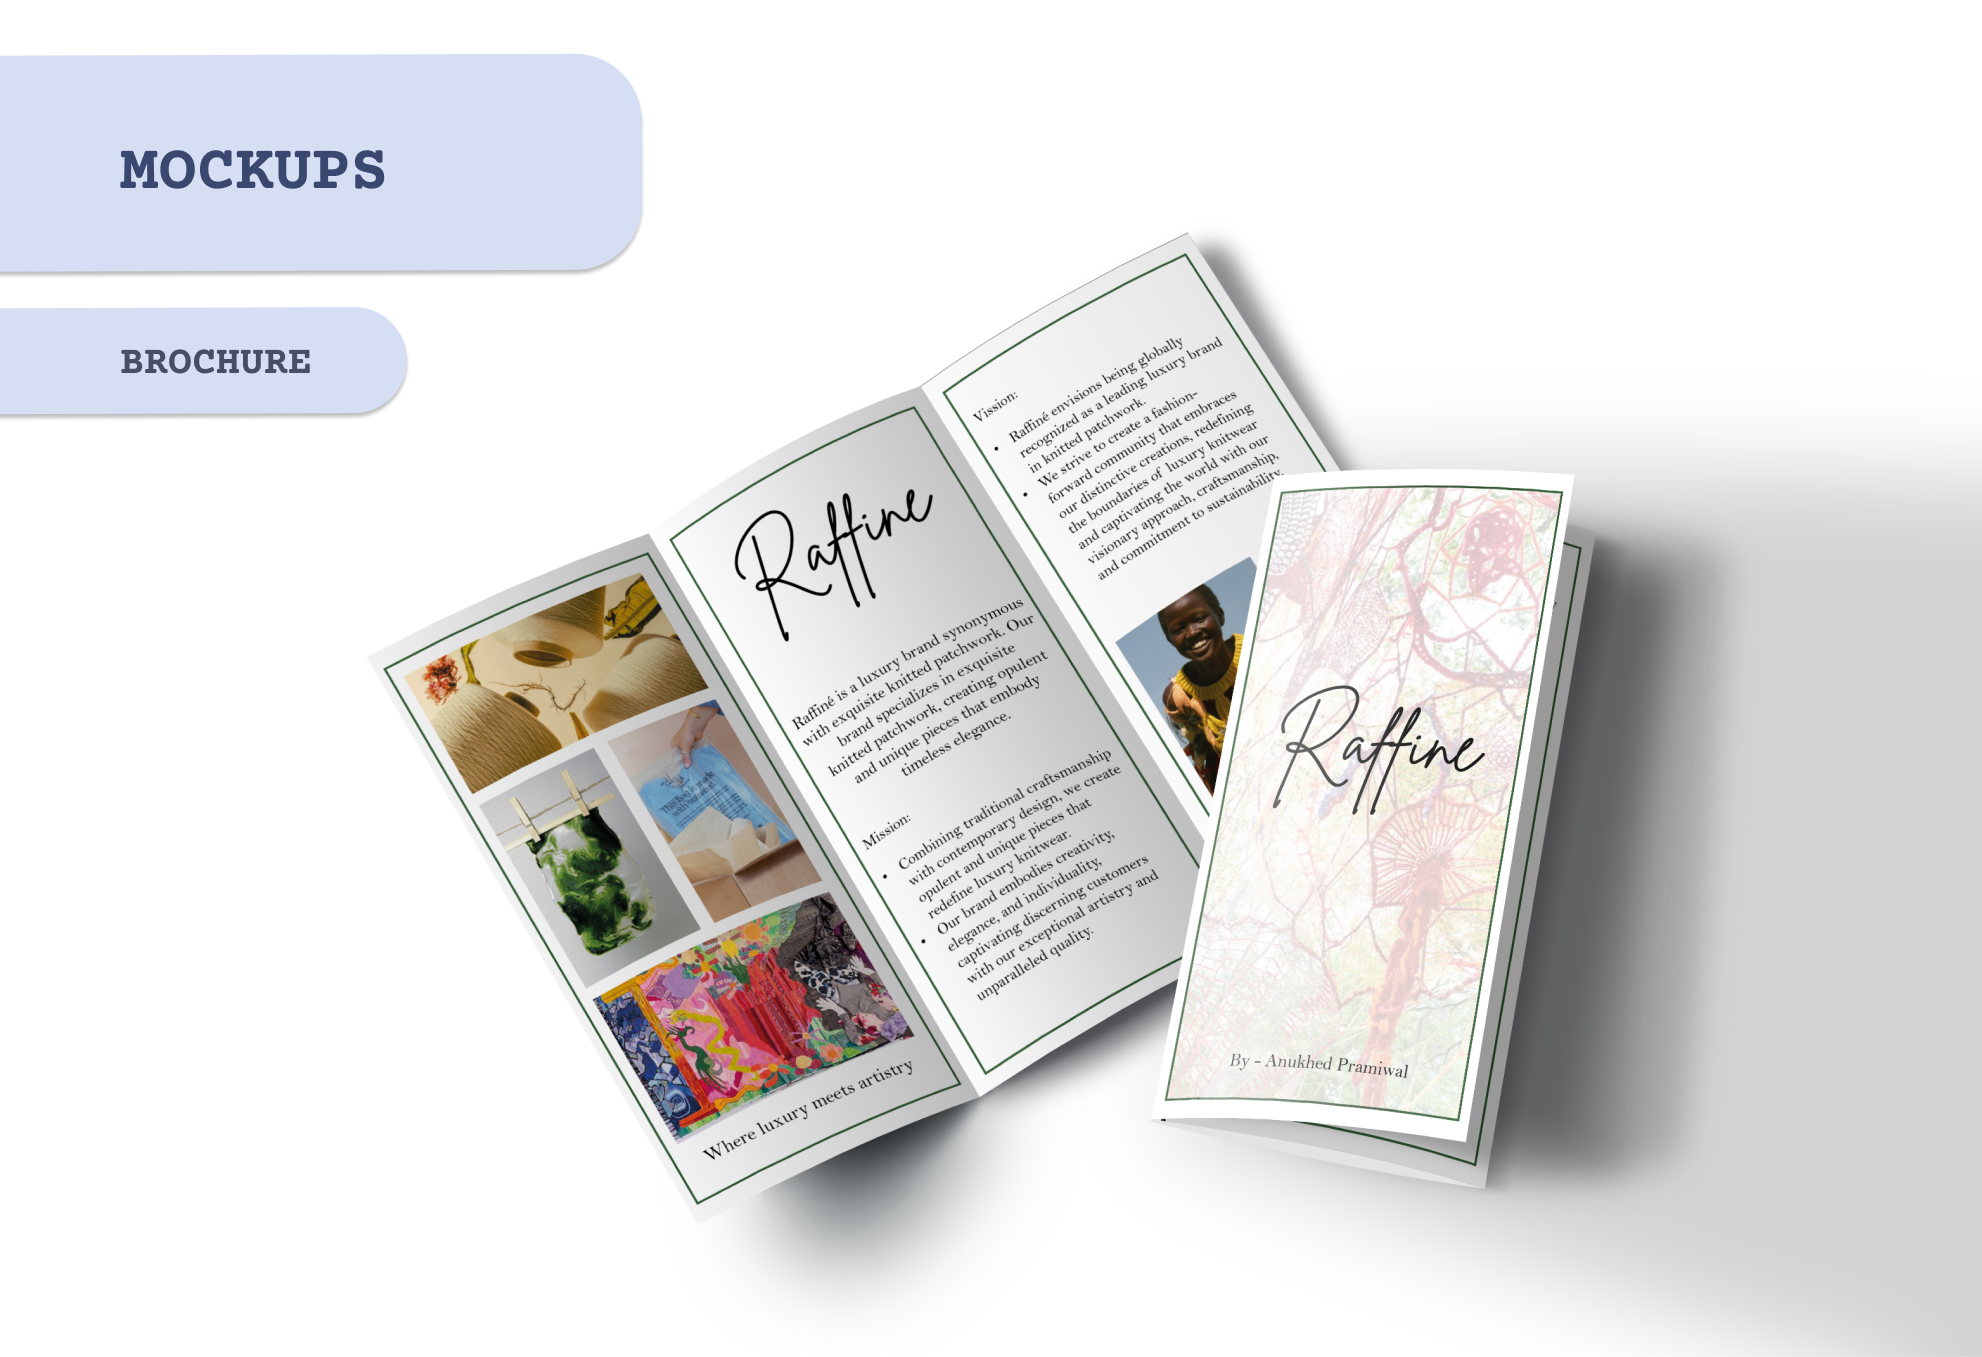 MOCKUPS
BROCHURE
Where luxury meets artistry
Raffine
Raffiné is a luxury brand synonymous
with exquisite knitted patchwork. Our
brand specializes in exquisite
knitted patchwork, creating opulent
and unique pieces that embody
timeless elegance.
Mission:
• Combining traditional craftsmanship
with contemporary design, we create
opulent and unique pieces that
redefine luxury knitwear.
• Our brand embodies creativity,
elegance, and individuality,
captivating discerning customers
with our exceptional artistry and
unparalleled quality.
Vission:
• Raffiné envisions being globally
recognized as a leading luxury brand
in knitted patchwork.
• We strive to create a fashion-
forward community that embraces
our distinctive creations, redefining
the boundaries of luxury knitwear
and captivating the world with our
visionary approach, craftsmanship,
and commitment to sustainability.
Raffine
By - Anukhed Pramiwal